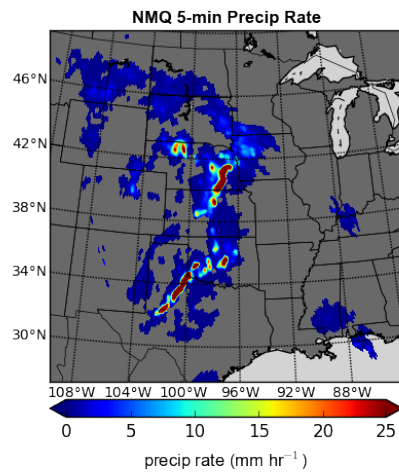 NMQ 5-min Precip Rate
46°N
42°N
38°N
34°N
30°N
108°W 104°W 100°W 96°W 92°W 88°W
0 5 10 15 20 25
precip rate (mm hr⁻¹)